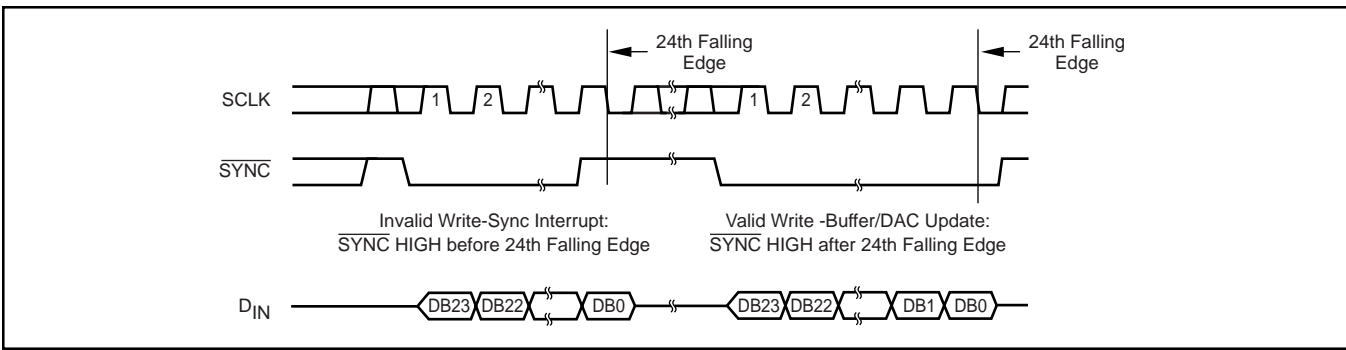 24th Falling
Edge
24th Falling
Edge
SCLK
1
2
1
2
SYNC
Invalid Write-Sync Interrupt:
SYNC HIGH before 24th Falling Edge
Valid Write -Buffer/DAC Update:
SYNC HIGH after 24th Falling Edge
DIN
DB23
DB22
DB0
DB23
DB22
DB1
DB0